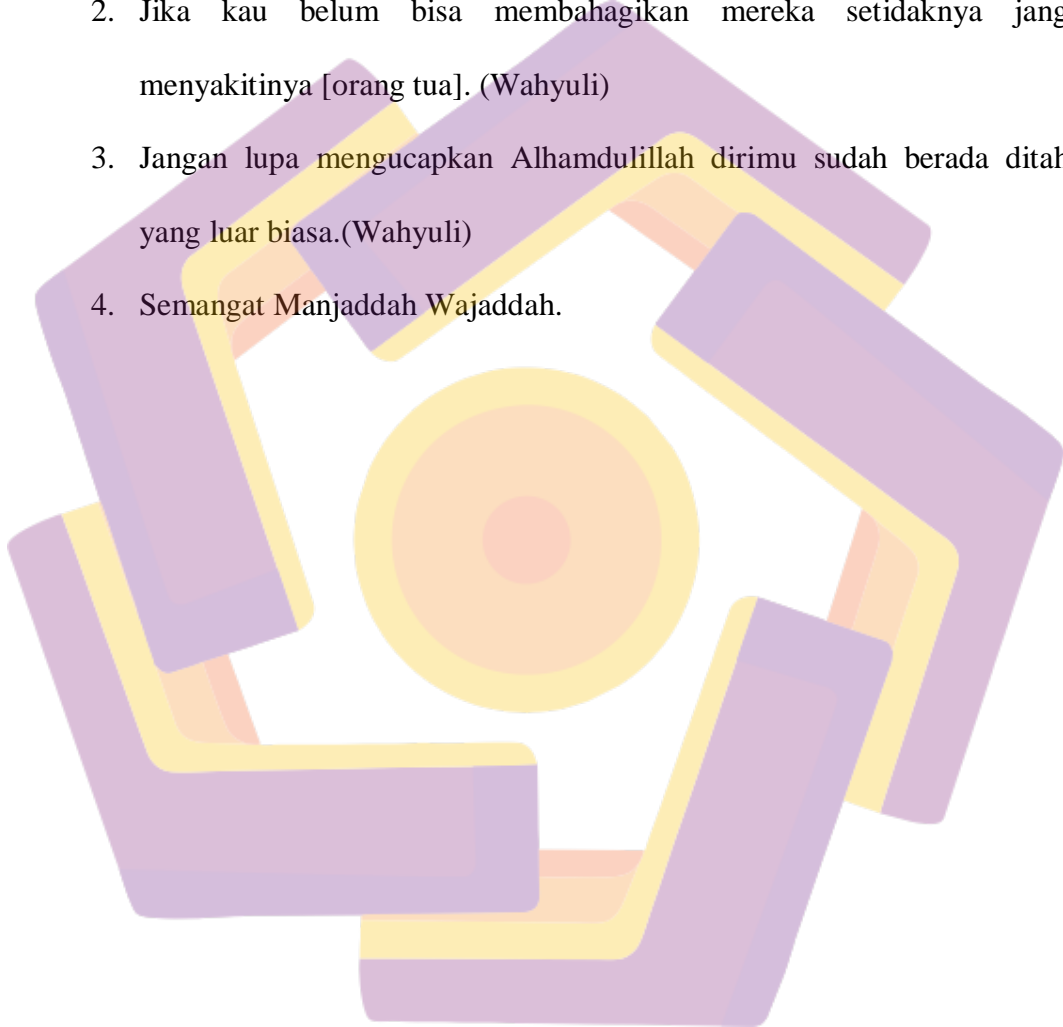 2. Jika kau belum bisa membahagikan mereka setidaknya jang
menyakitinya [orang tua]. (Wahyuli)
3. Jangan lupa mengucapkan Alhamdulillah dirimu sudah berada ditah
yang luar biasa.(Wahyuli)
4. Semangat Manjaddah Wajaddah.